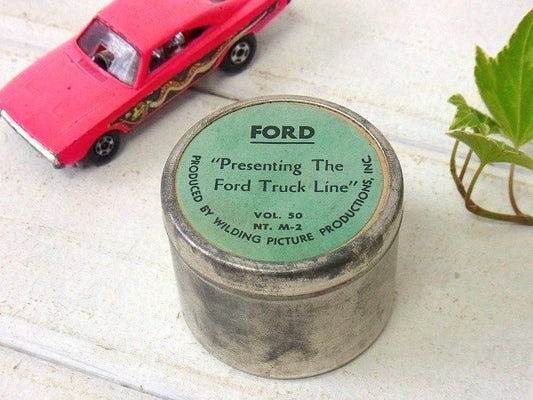 FORD
"Presenting The
Ford Truck Line"
VOL. 50
NT. M-2
PRODUCED BY WILDING PICTURE PRODUCTIONS, INC.